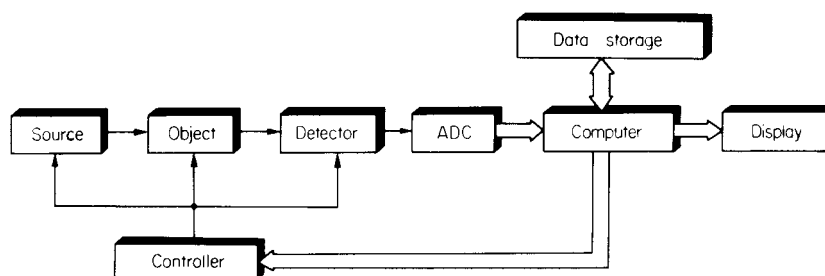 Data storage
Source
Object
Detector
ADC
Computer
Display
Controller